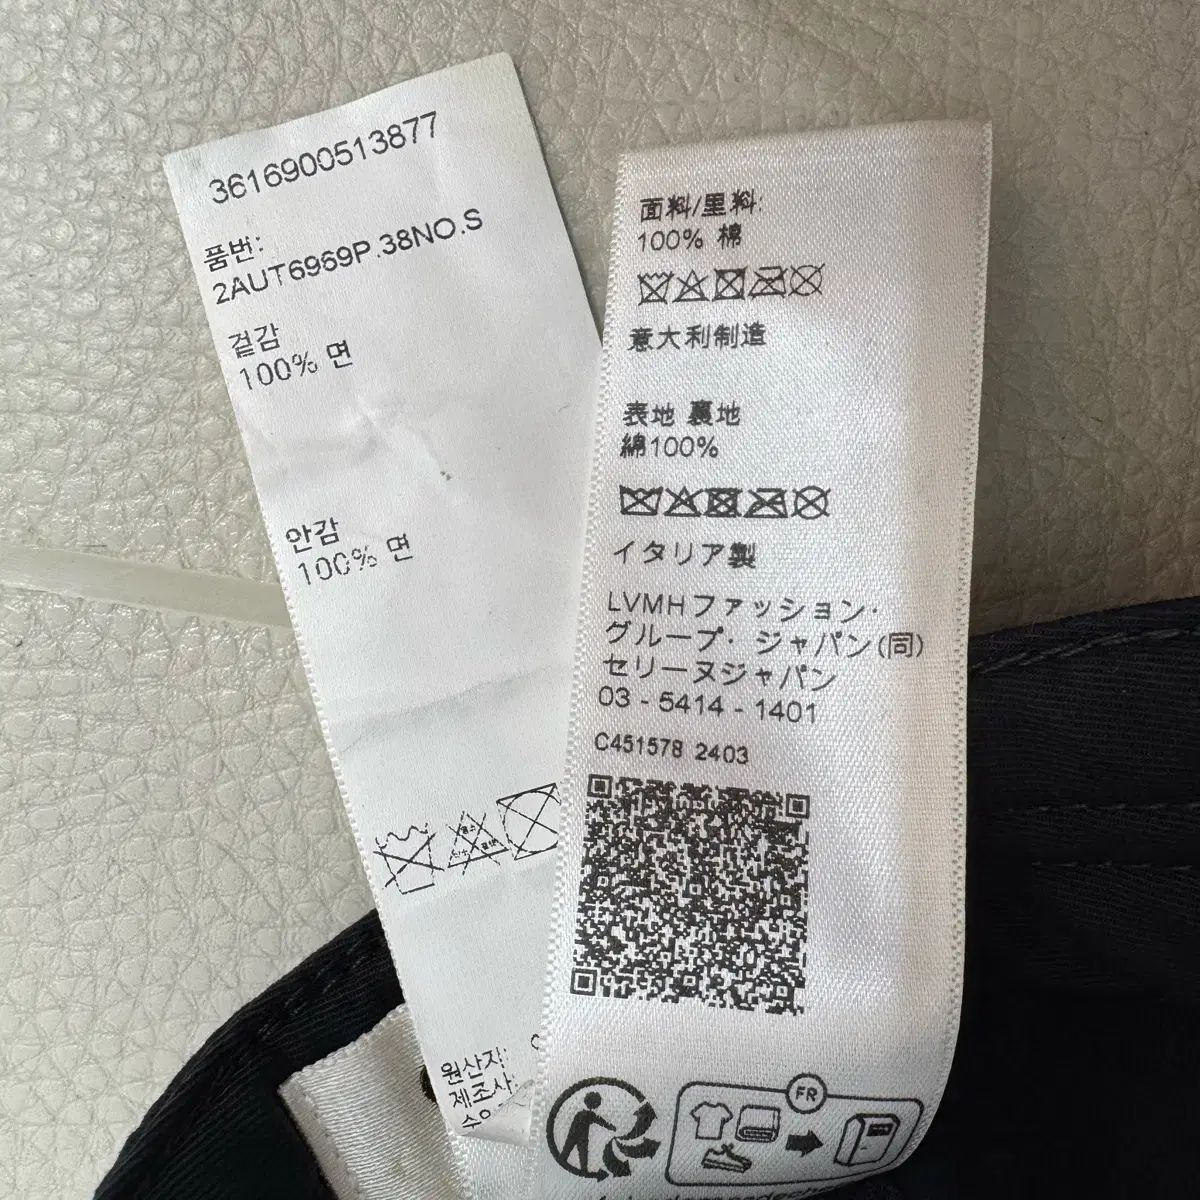 3616900513877
품번:
2AUT6969P.38NO.S
겉감
100% 면
안감
100% 면
원산지:
제조사:
面料/里料:
100% 棉
意大利制造
表地 裏地
綿100%
イタリア製
LVMHファッション・
グループ・ジャパン(同)
セリーヌジャパン
03 - 5414 - 1401
C451578 2403
FR